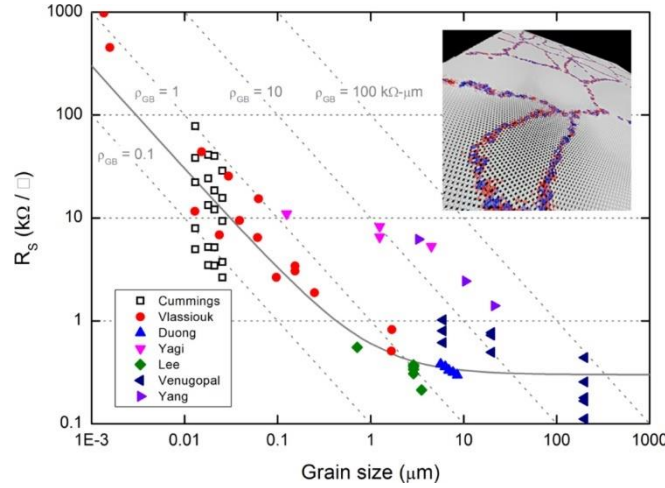 1000
100
10
1
0.1
R_S (kΩ / □)
ρ_GB = 1
ρ_GB = 10
ρ_GB = 100 kΩ-μm
ρ_GB = 0.1
Cummings
Vlassiouk
Duong
Yagi
Lee
Venugopal
Yang
1E-3
0.01
0.1
1
10
100
1000
Grain size (μm)